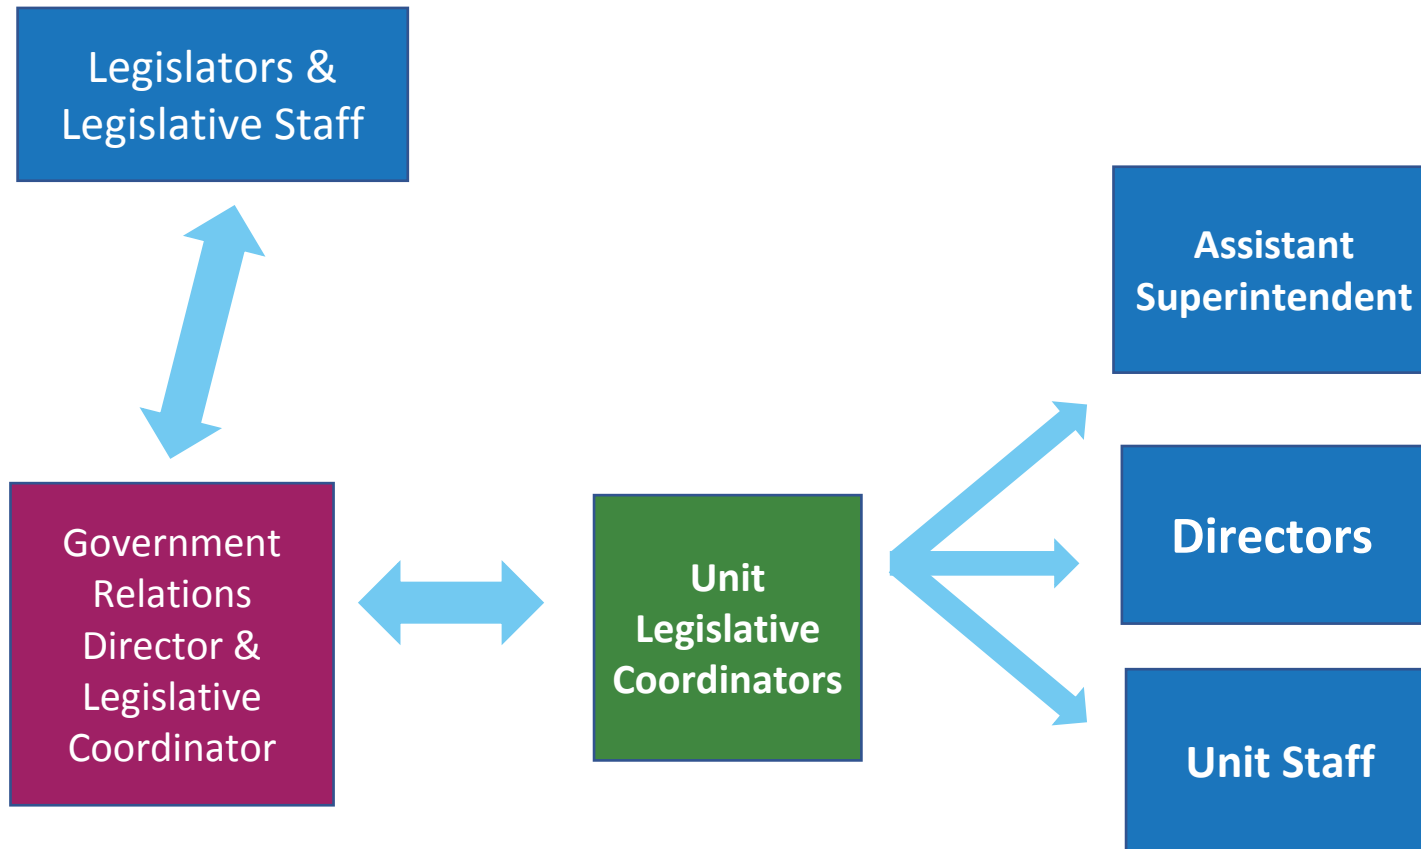 Legislators &
Legislative Staff
Government
Relations
Director &
Legislative
Coordinator
Unit
Legislative
Coordinators
Assistant
Superintendent
Directors
Unit Staff